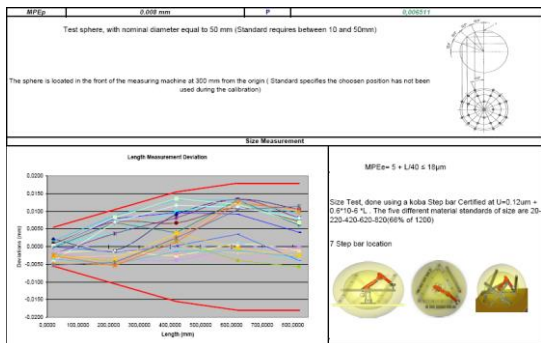 MPEp 0.008 mm P 0,006211
Test sphere, with nominal diameter equal to 50 mm (Standard requires between 10 and 50mm)
The sphere is located in the front of the measuring machine at 300 mm from the origin ( Standard specifies the choosen position has not been
used during the calibration)
Size Measurement
Length Measurement Deviation
Deviations (mm)
0,0200
0,0150
0,0100
0,0050
0,0000
-0,0050
-0,0100
-0,0150
-0,0200
0,0000 100,0000 200,0000 300,0000 400,0000 500,0000 600,0000 700,0000 800,0000
Length (mm)
MPEe= 5 + L/40 ≤ 18µm
Size Test, done using a koba Step bar Certified at U=0.12um +
0.6*10-6 *L . The five different material standards of size are 20-
220-420-620-820(66% of 1200)
7 Step bar location